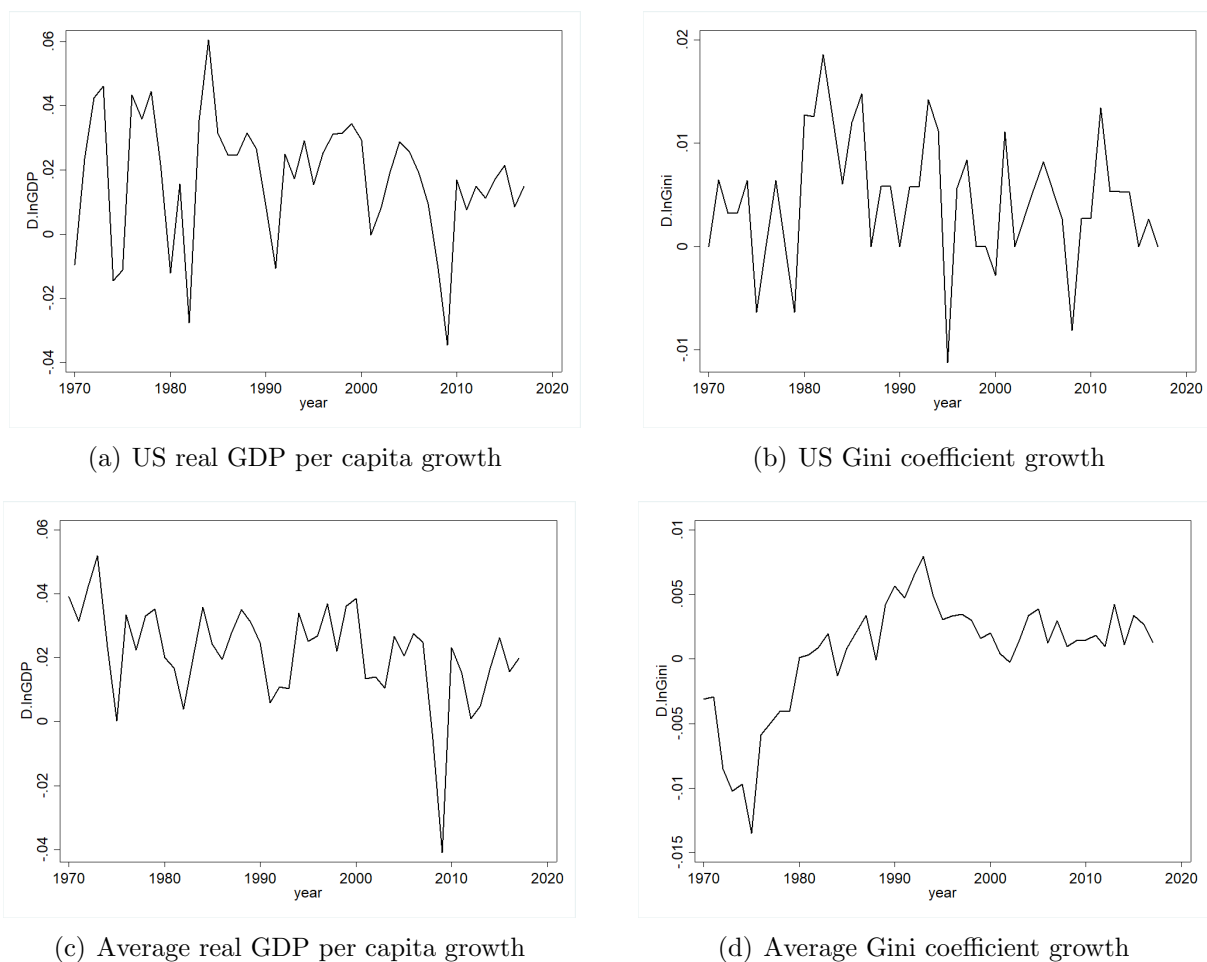 .06
.04
.02
0
-.02
-.04
D.lnGDP
1970 1980 1990 2000 2010 2020
year
(a) US real GDP per capita growth
.02
.01
0
-.01
D.lnGini
1970 1980 1990 2000 2010 2020
year
(b) US Gini coefficient growth
.06
.04
.02
0
-.02
-.04
D.lnGDP
1970 1980 1990 2000 2010 2020
year
(c) Average real GDP per capita growth
.01
.005
0
-.005
-.01
-.015
D.lnGini
1970 1980 1990 2000 2010 2020
year
(d) Average Gini coefficient growth